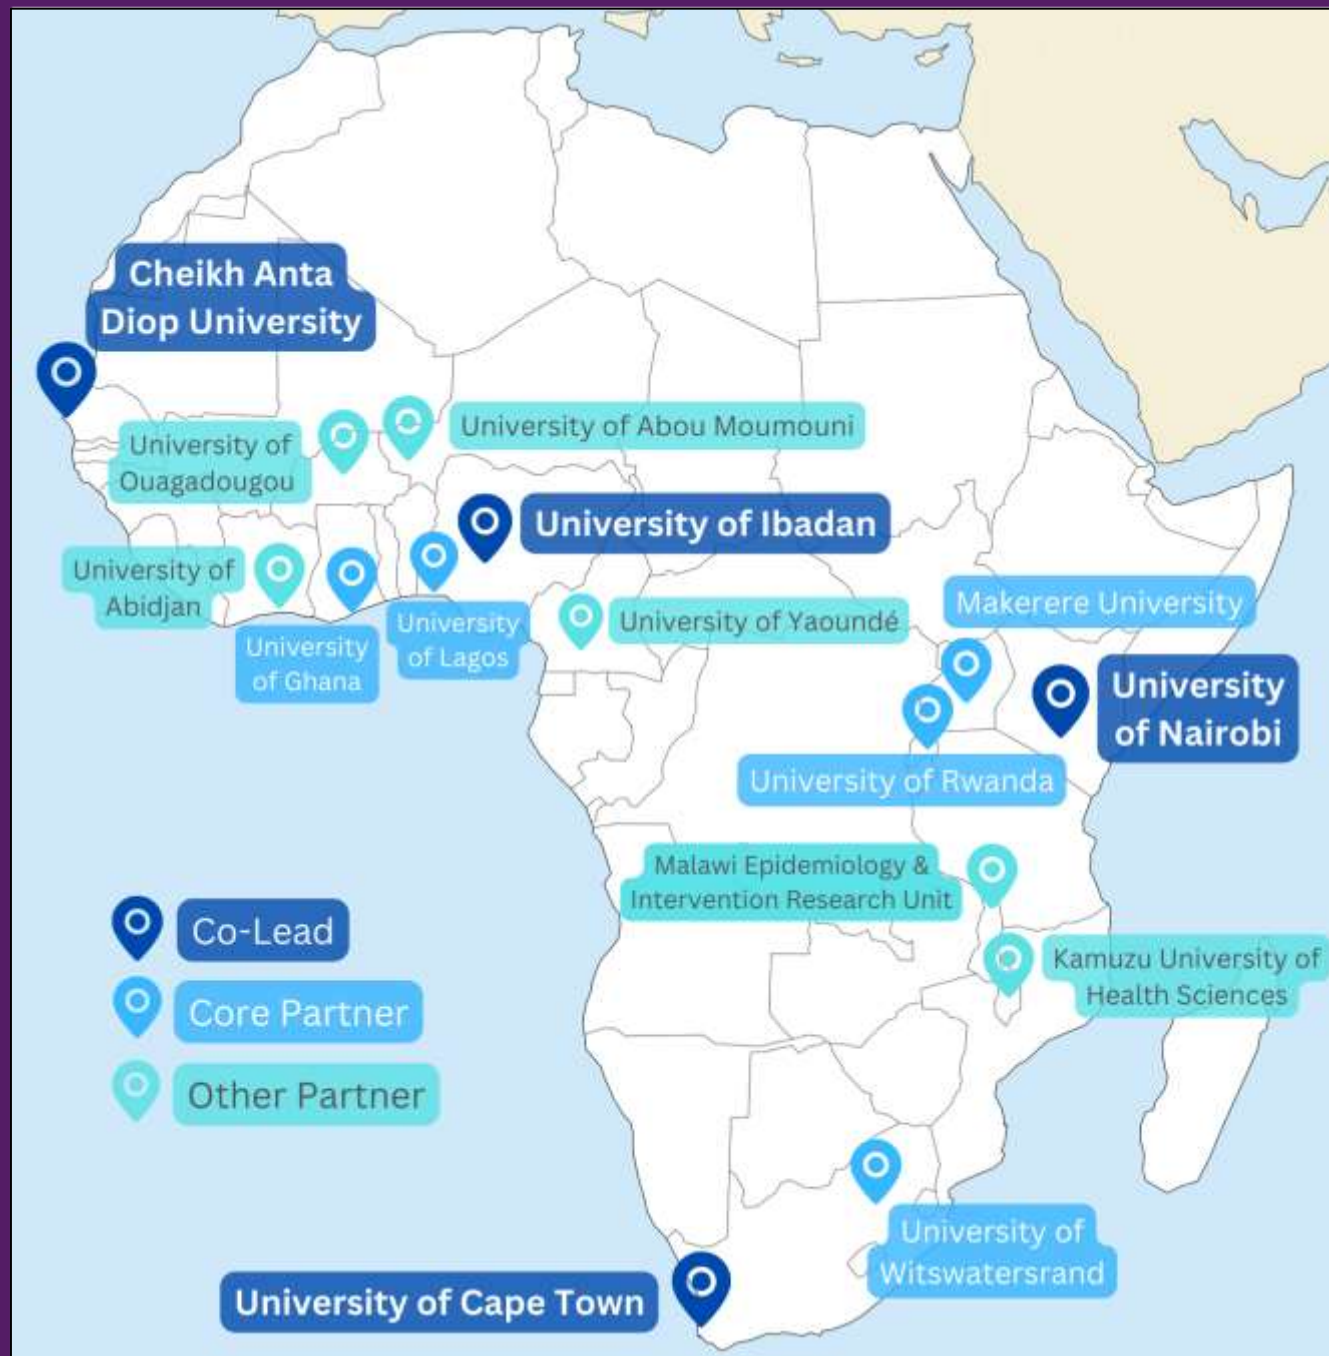 Cheikh Anta
Diop University
University of
Ouagadougou
University of Abou Moumouni
University of Ibadan
University of
Abidjan
University
of Ghana
University
of Lagos
University of Yaoundé
Makerere University
University
of Nairobi
University of Rwanda
Malawi Epidemiology &
Intervention Research Unit
Kamuzu University of
Health Sciences
Co-Lead
Core Partner
Other Partner
University of
Witswatersrand
University of Cape Town